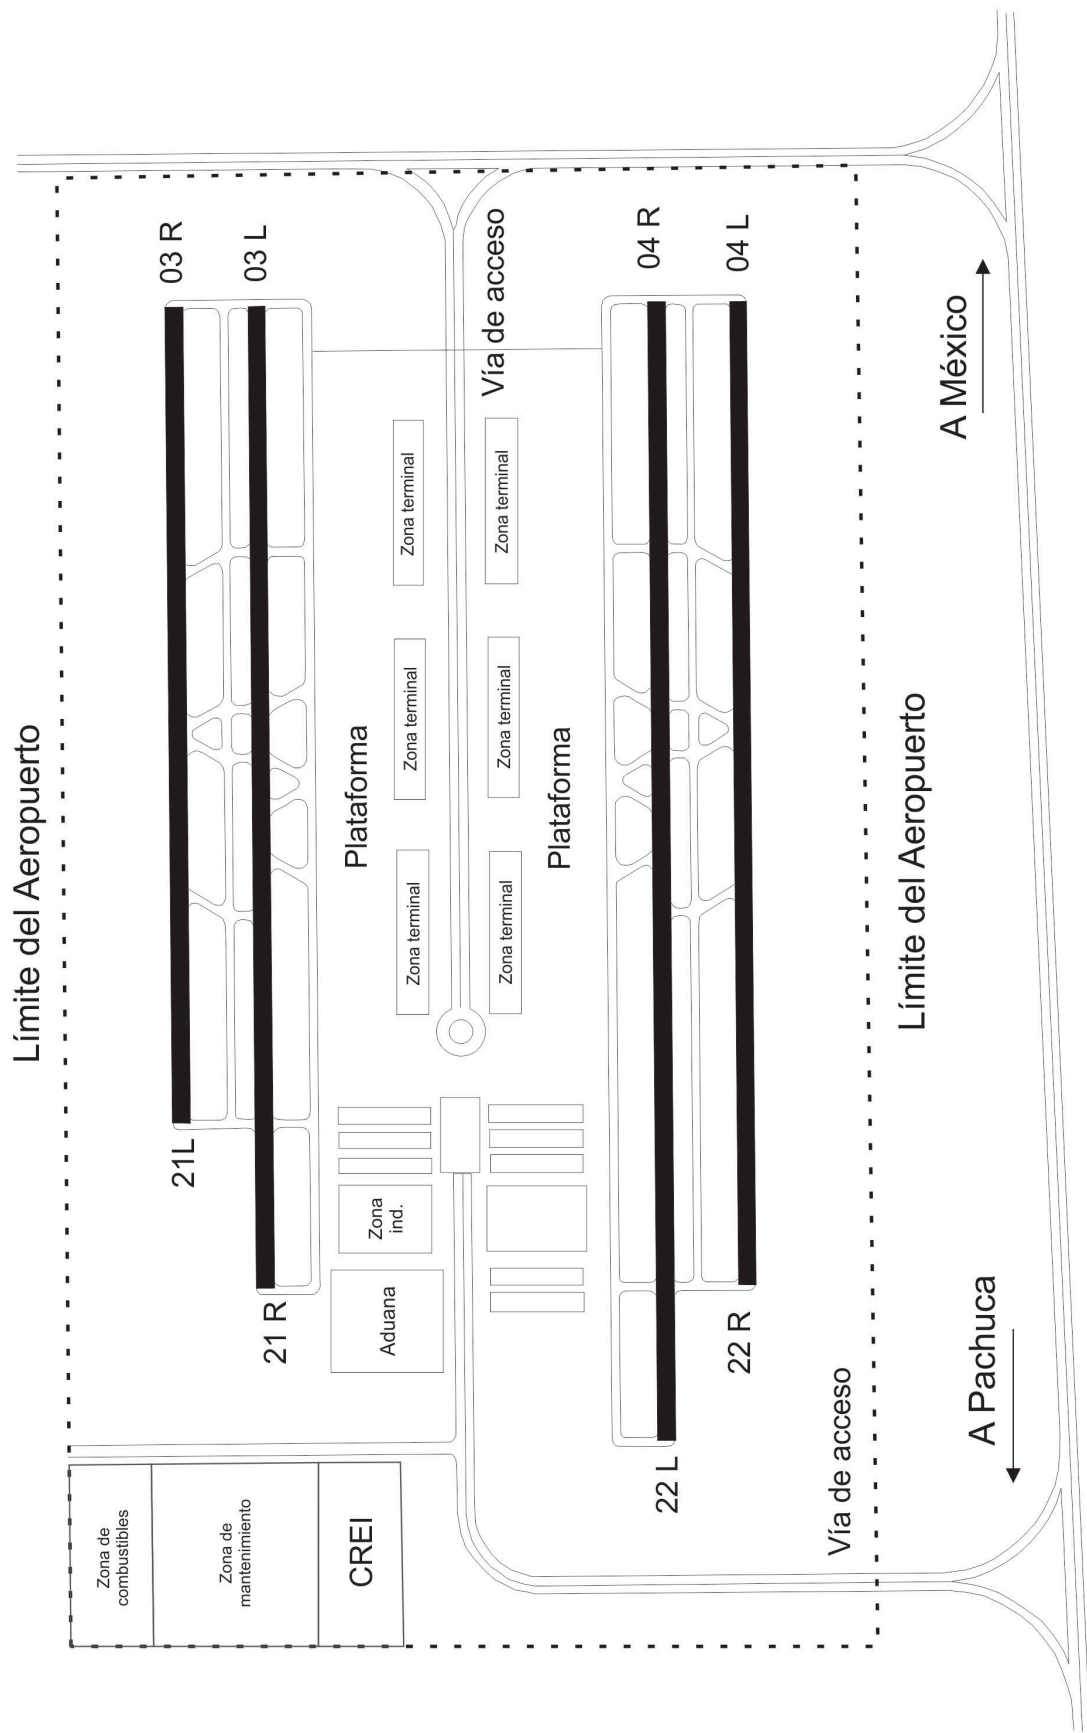 Límite del Aeropuerto
Zona de
combustibles
21L
03 R
Zona de
mantenimiento
21 R
03 L
CREI
Plataforma
Aduana
Zona
ind.
Zona terminal
Zona terminal
Zona terminal
Vía de acceso
Zona terminal
Zona terminal
Zona terminal
Plataforma
22 L
04 R
22 R
04 L
Vía de acceso
Límite del Aeropuerto
A Pachuca
A México